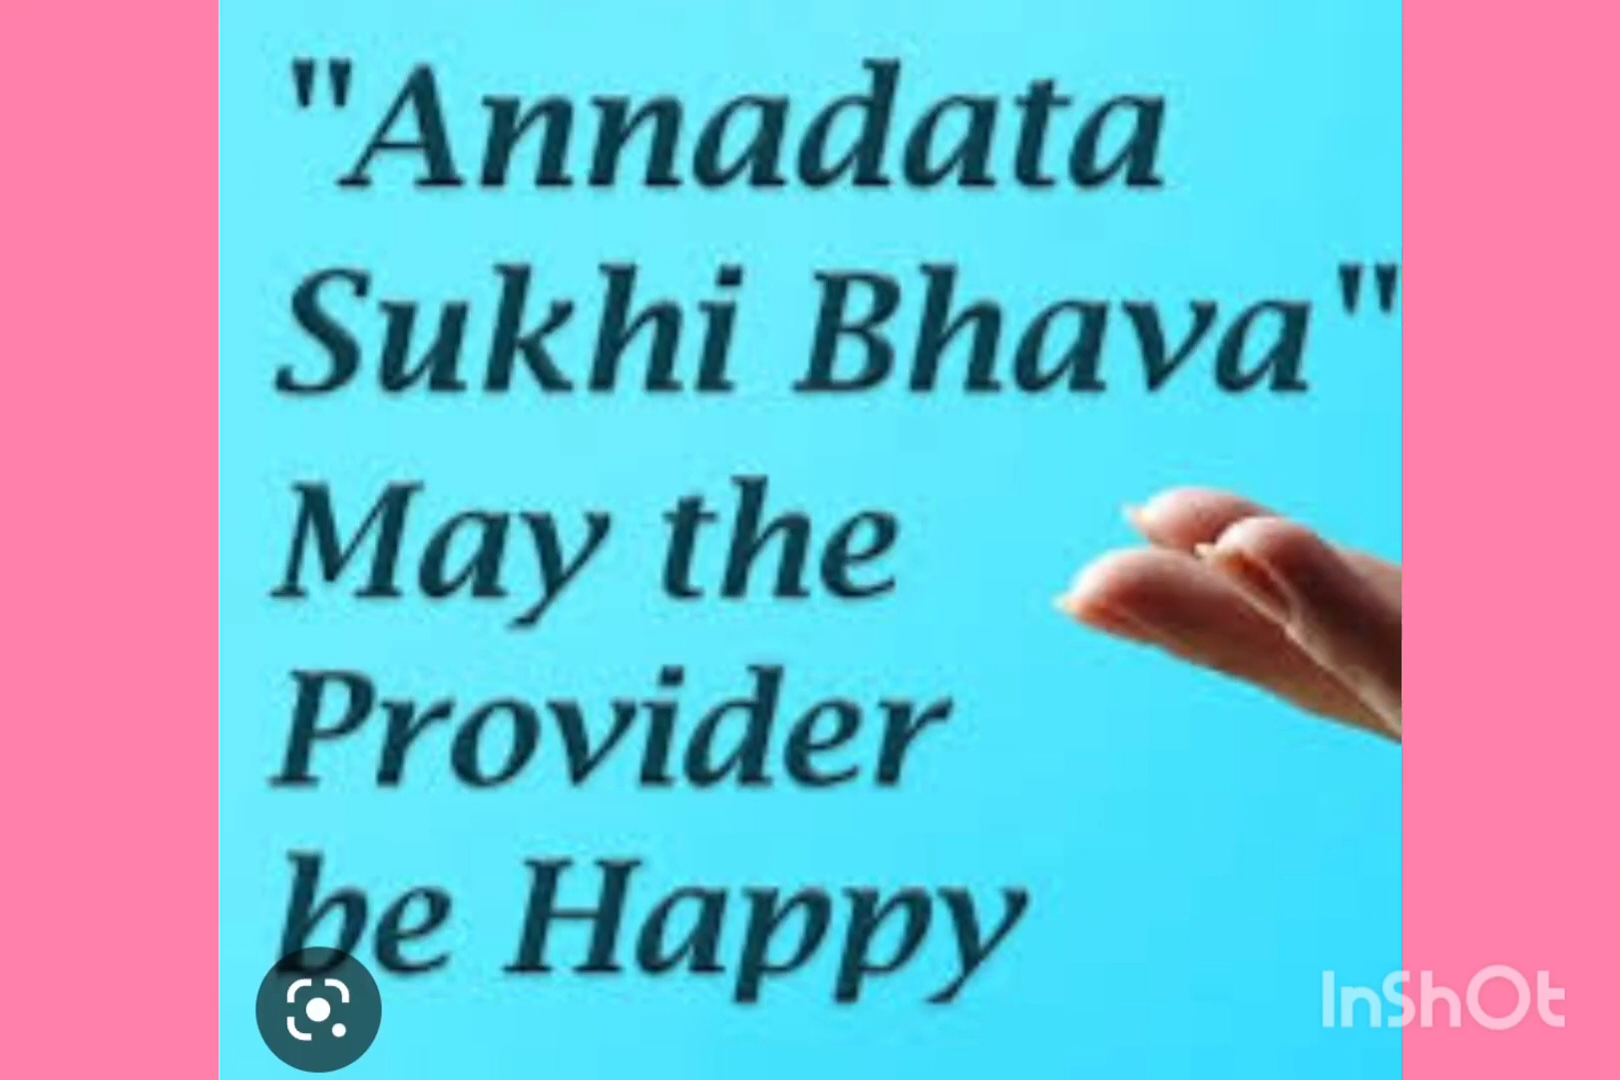 "Annadata
Sukhi Bhava"
May the
Provider
be Happy
InShOt